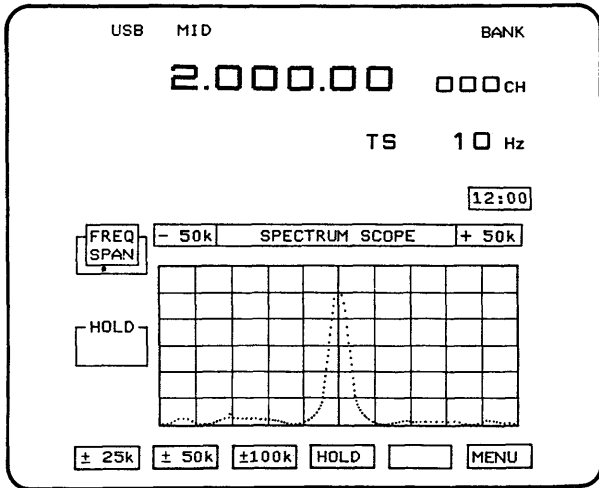 USB MID BANK
2.000.00 000CH
TS 10 Hz
12:00
FREQ SPAN
- 50k SPECTRUM SCOPE + 50k
HOLD
± 25k ± 50k ±100k HOLD MENU